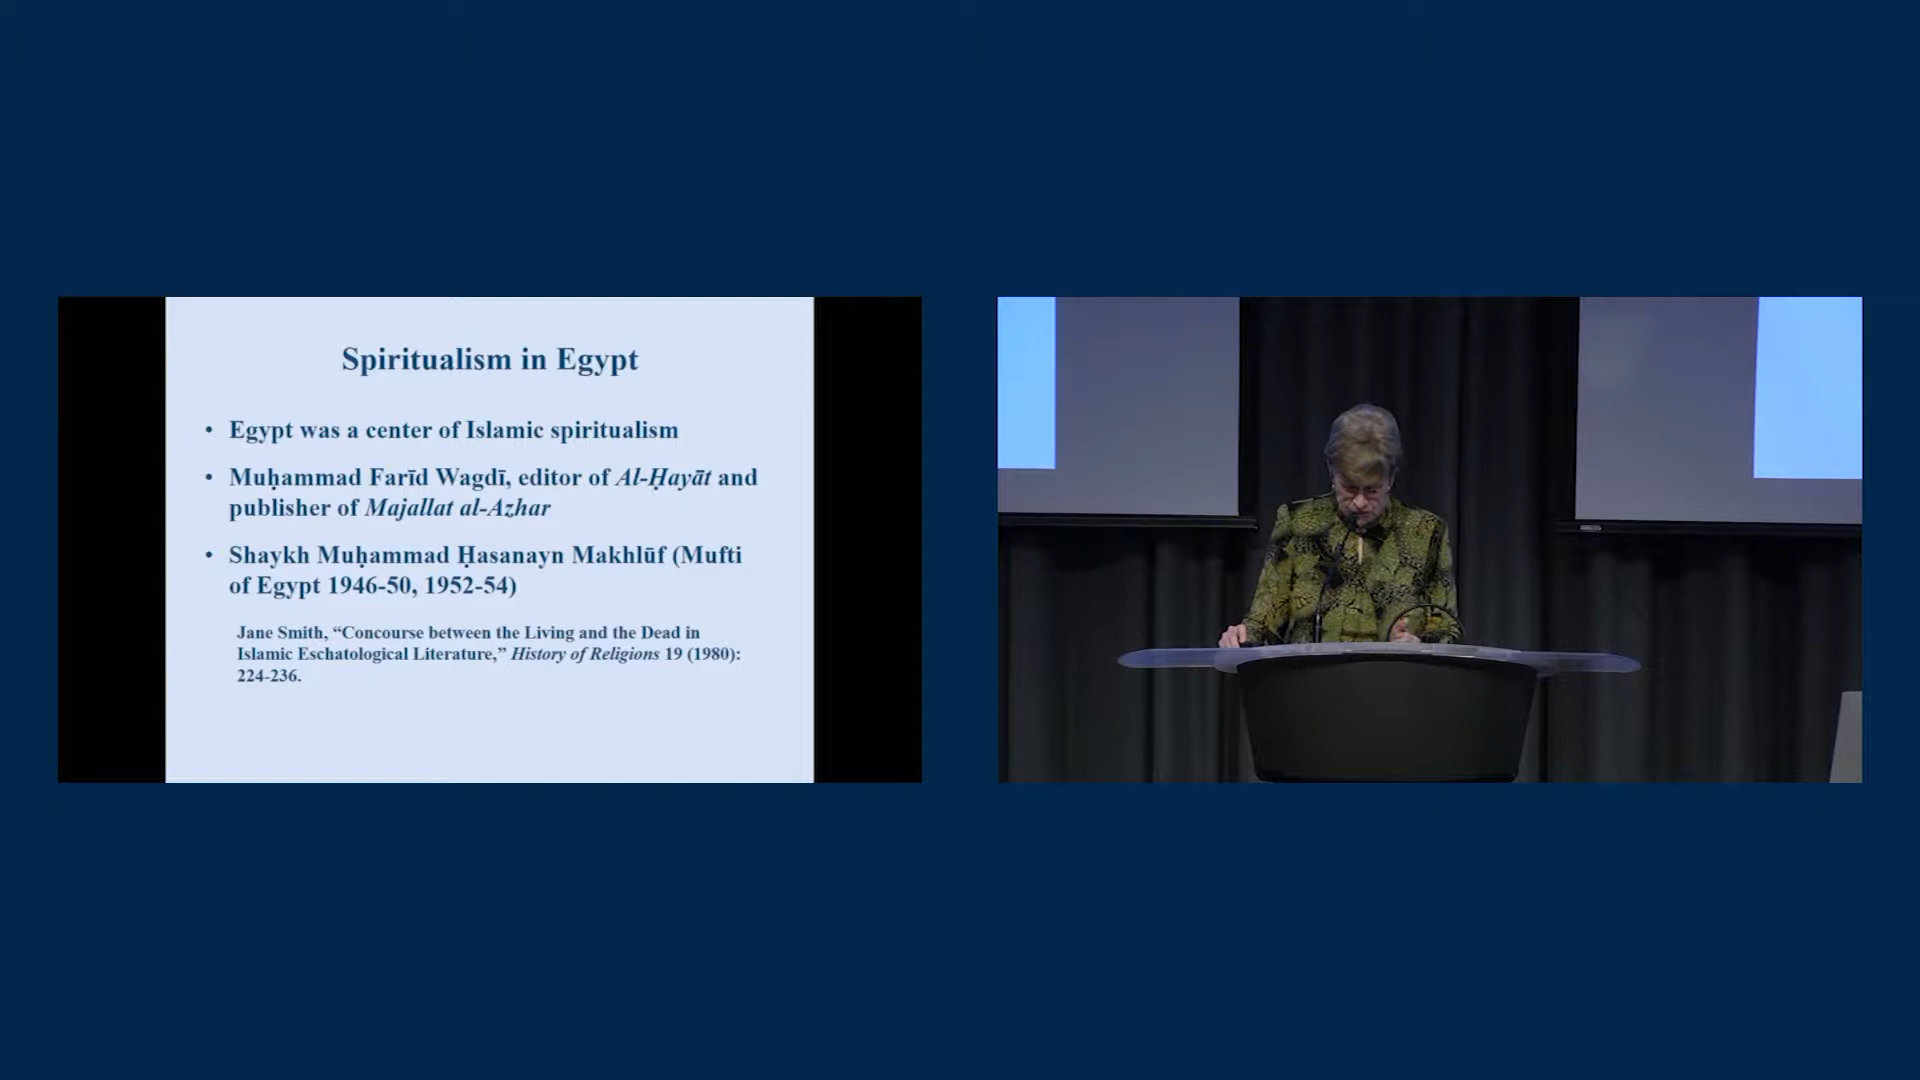 Spiritualism in Egypt
• Egypt was a center of Islamic spiritualism
• Muḥammad Farīd Wagdī, editor of Al-Ḥayāt and
publisher of Majallat al-Azhar
• Shaykh Muḥammad Ḥasanayn Makhlūf (Mufti
of Egypt 1946-50, 1952-54)
Jane Smith, “Concourse between the Living and the Dead in
Islamic Eschatological Literature,” History of Religions 19 (1980):
224-236.